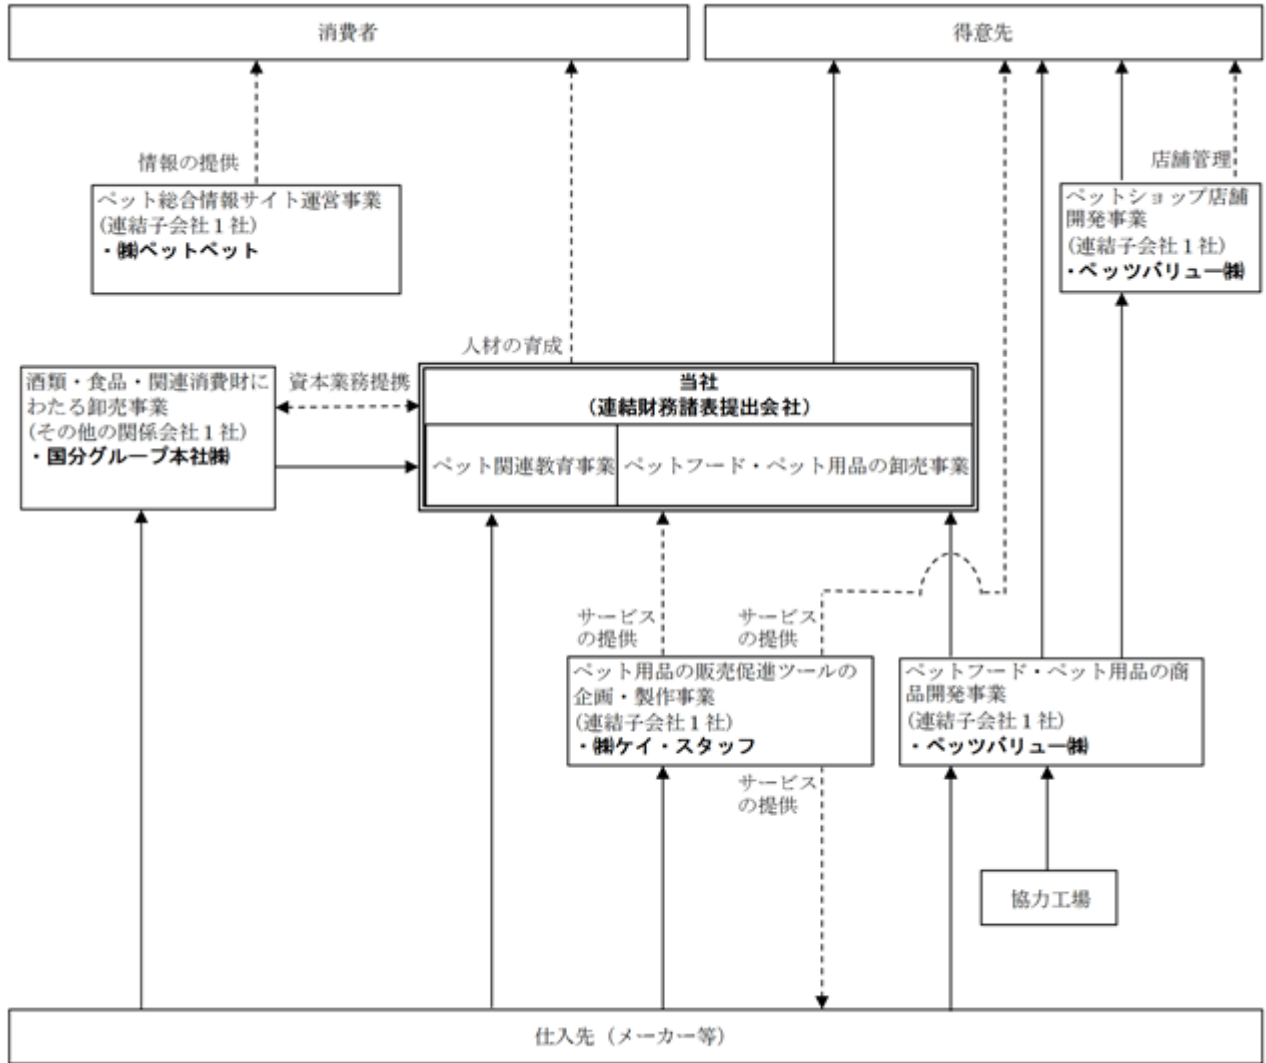 消費者
得意先
情報の提供
店舗管理
ペット総合情報サイト運営事業
(連結子会社1社)
・㈱ペットペット
ペットショップ店舗
開発事業
(連結子会社1社)
・ペッツバリュー㈱
人材の育成
酒類・食品・関連消費財に
わたる卸売事業
(その他の関係会社1社)
・国分グループ本社㈱
資本業務提携
当社
(連結財務諸表提出会社)
ペット関連教育事業
ペットフード・ペット用品の卸売事業
サービス
の提供
サービス
の提供
ペット用品の販売促進ツールの
企画・製作事業
(連結子会社1社)
・㈱ケイ・スタッフ
ペットフード・ペット用品の商
品開発事業
(連結子会社1社)
・ペッツバリュー㈱
サービス
の提供
協力工場
仕入先(メーカー等)